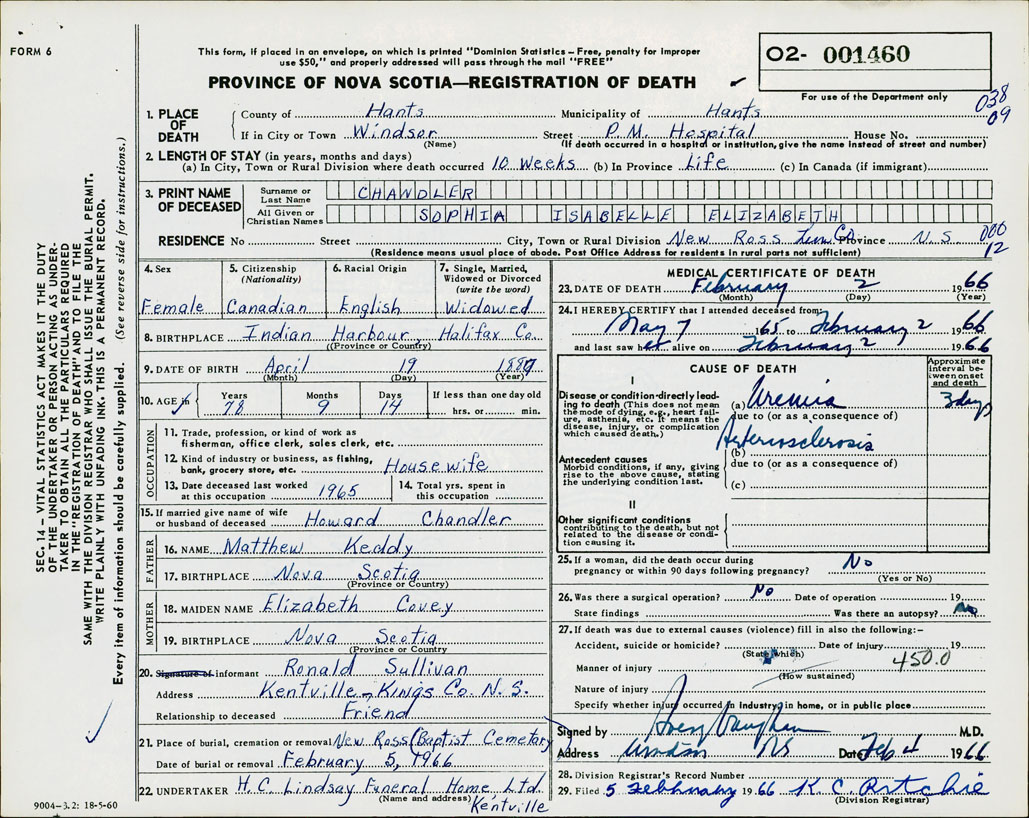 FORM 6
This form, if placed in an envelope, on which is printed "Dominion Statistics – Free, penalty for improper
use $50," and properly addressed will pass through the mail "FREE"
PROVINCE OF NOVA SCOTIA—REGISTRATION OF DEATH
O2- 001460
For use of the Department only
038
09
1. PLACE OF DEATH
County of Hants Municipality of Hants
If in City or Town Windsor Street P.M. Hospital House No.
(Name) (If death occurred in a hospital or institution, give the name instead of street and number)
2. LENGTH OF STAY (in years, months and days)
(a) In City, Town or Rural Division where death occurred 10 Weeks (b) In Province Life (c) In Canada (if immigrant)
3. PRINT NAME OF DECEASED
Surname or Last Name CHANDLER
All Given or Christian Names SOPHIA ISABELLE ELIZABETH
RESIDENCE No Street City, Town or Rural Division New Ross Lun Co Province N.S. 000
12
(Residence means usual place of abode. Post Office Address for residents in rural parts not sufficient)
4. Sex
Female
5. Citizenship
(Nationality)
Canadian
6. Racial Origin
English
7. Single, Married,
Widowed or Divorced
(write the word)
Widowed
8. BIRTHPLACE Indian Harbour, Halifax Co.
(Province or Country)
9. DATE OF BIRTH April 19 1887
(Month) (Day) (Year)
10. AGE Years Months Days If less than one day old
78 9 14 hrs. or min.
OCCUPATION
11. Trade, profession, or kind of work as
fisherman, office clerk, sales clerk, etc.
12. Kind of industry or business, as fishing,
bank, grocery store, etc. Housewife
13. Date deceased last worked
at this occupation 1965
14. Total yrs. spent in
this occupation
15. If married give name of wife
or husband of deceased Howard Chandler
FATHER
16. NAME Matthew Keddy
17. BIRTHPLACE Nova Scotia
(Province or Country)
MOTHER
18. MAIDEN NAME Elizabeth Covey
19. BIRTHPLACE Nova Scotia
(Province or Country
20. Signature of informant Ronald Sullivan
Address Kentville – Kings Co. N.S.
Relationship to deceased Friend
21. Place of burial, cremation or removal New Ross (Baptist Cemetary
Date of burial or removal February 5, 1966
22. UNDERTAKER H.C. Lindsay Funeral Home Ltd.
(Name and address) Kentville
MEDICAL CERTIFICATE OF DEATH
23. DATE OF DEATH February 2 1966
(Month) (Day) (Year)
24. I HEREBY CERTIFY that I attended deceased from
May 7 1965 to February 2 1966
and last saw her alive on February 2 1966
CAUSE OF DEATH
Approximate
interval be-
tween onset
and death
I
Disease or condition directly lead-
ing to death (This does not mean
the mode of dying, e.g., heart fail-
ure, asthenia, etc. It means the
disease, injury, or complication
which caused death.)
(a) Uremia 3 days
due to (or as a consequence of)
Arteriosclerosis
(b)
Antecedent causes
Morbid conditions, if any, giving
rise to the above cause, stating
the underlying condition last.
due to (or as a consequence of)
(c)
II
Other significant conditions
contributing to the death, but not
related to the disease or condi-
tion causing it.
25. If a woman, did the death occur during
pregnancy or within 90 days following pregnancy? No
(Yes or No)
26. Was there a surgical operation? No Date of operation 19
State findings Was there an autopsy? No
27. If death was due to external causes (violence) fill in also the following:–
Accident, suicide or homicide? Date of injury 19
(State which)
Manner of injury 450.0
(How sustained)
Nature of injury
Specify whether injury occurred in industry, in home, or in public place
Signed by Vaughan M.D.
Address Windsor NS Date Feb 4 1966
28. Division Registrar's Record Number
29. Filed 5 February 1966 K C Ritchie
(Division Registrar)
SEC. 14 – VITAL STATISTICS ACT MAKES IT THE DUTY
OF THE UNDERTAKER OR PERSON ACTING AS UNDER-
TAKER TO OBTAIN ALL THE PARTICULARS REQUIRED
IN THE "REGISTRATION OF DEATH" AND TO FILE THE
SAME WITH THE DIVISION REGISTRAR WHO SHALL ISSUE THE BURIAL PERMIT.
WRITE PLAINLY WITH UNFADING INK. THIS IS A PERMANENT RECORD.
Every item of information should be carefully supplied. (See reverse side for instructions.)
9004–3.2: 18-5-60